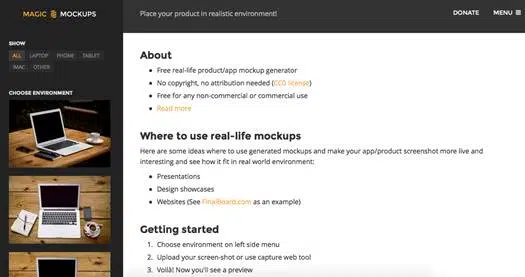 MAGIC MOCKUPS
Place your product in realistic environment!
DONATE
MENU
SHOW
ALL LAPTOP PHONE TABLET
IMAC OTHER
CHOOSE ENVIRONMENT
About
Free real-life product/app mockup generator
No copyright, no attribution needed (CC0 license)
Free for any non-commercial or commercial use
Read more
Where to use real-life mockups
Here are some ideas where to use generated mockups and make your app/product screenshot more live and
interesting and see how it fit in real world environment:
Presentations
Design showcases
Websites (See FinalBoard.com as an example)
Getting started
1. Choose environment on left side menu
2. Upload your screen-shot or use capture web tool
3. Voilà! Now you'll see a preview